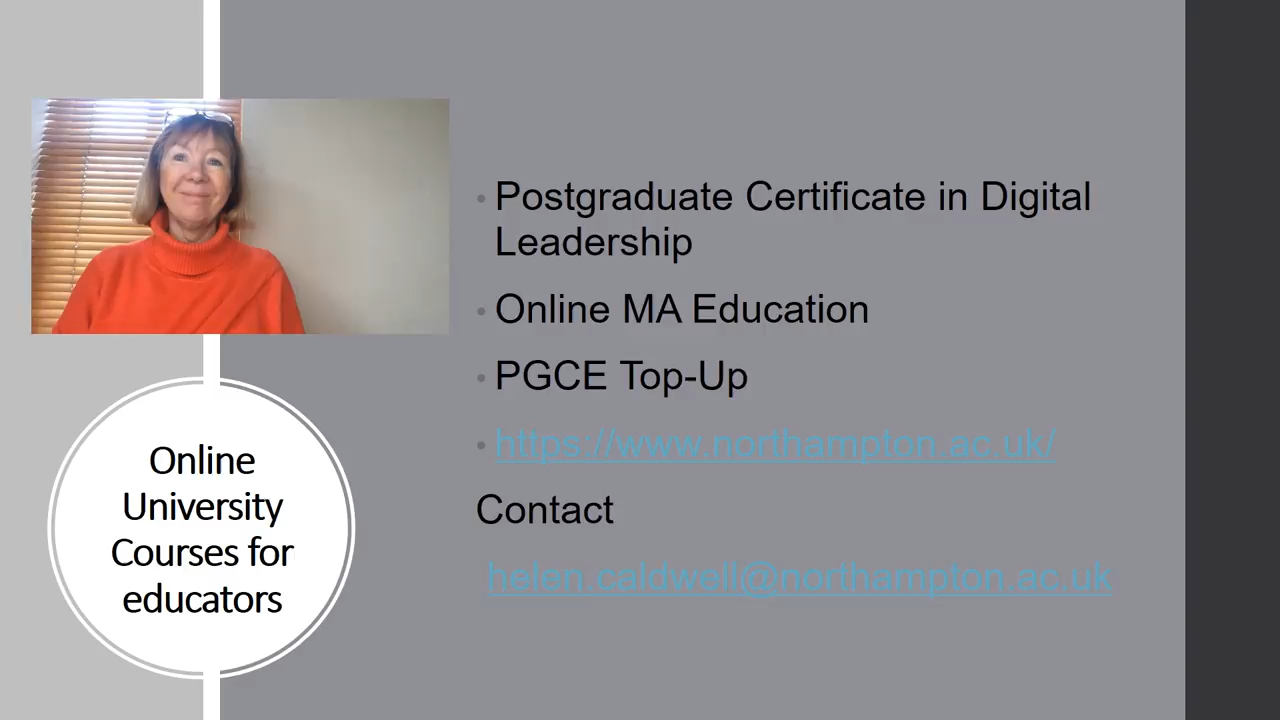 Postgraduate Certificate in Digital
Leadership
Online MA Education
PGCE Top-Up
https://www.northampton.ac.uk/
Contact
helen.caldwell@northampton.ac.uk
Online
University
Courses for
educators